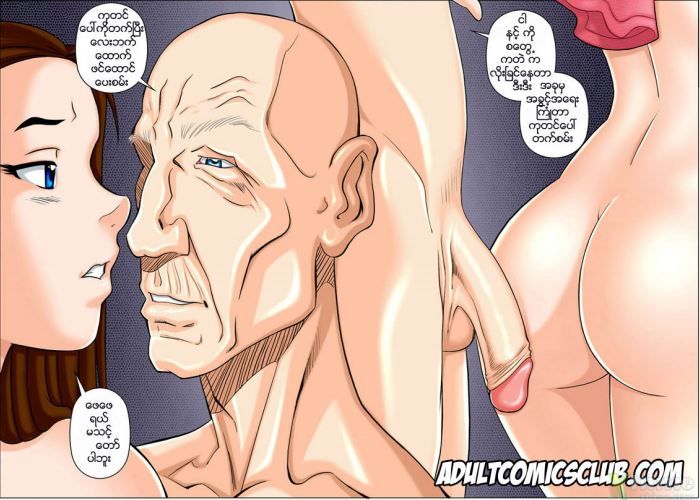 ကုတင်
ပေါ်ကိုတက်ပြီး
လေးဘက်
ထောက်
ဖင်ထောင်
ပေးစမ်း
ငါ
နင့် ကို
စတွေ့
ကတဲ က
လိုးခြင်နေတာ
ဒီးဒီး အခုမှ
အခွင့်အရေး
ကြုံတာ
ကုတင်ပေါ်
တက်စမ်း
ဖေဖေ
ရယ်
မသင့်
တော်
ပါဘူး
ADULTCOMICSCLUB.COM